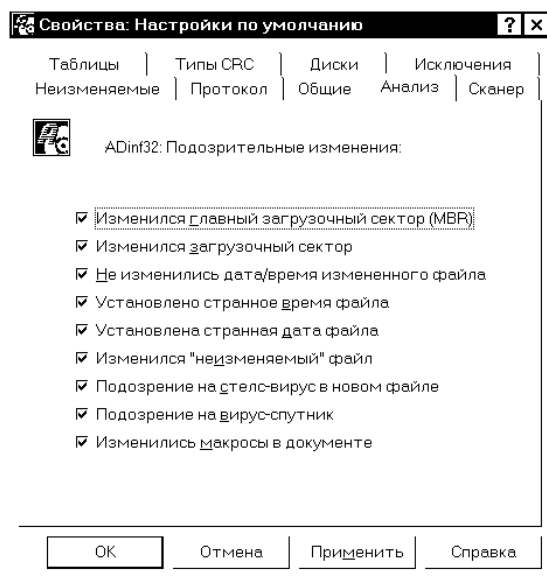 Свойства: Настройки по умолчанию ? ×
Таблицы Типы CRC Диски Исключения
Неизменяемые Протокол Общие Анализ Сканер
ADinf32: Подозрительные изменения:
Изменился главный загрузочный сектор (MBR)
Изменился загрузочный сектор
Не изменились дата/время измененного файла
Установлено странное время файла
Установлена странная дата файла
Изменился "неизменяемый" файл
Подозрение на стелс-вирус в новом файле
Подозрение на вирус-спутник
Изменились макросы в документе
OK Отмена Применить Справка